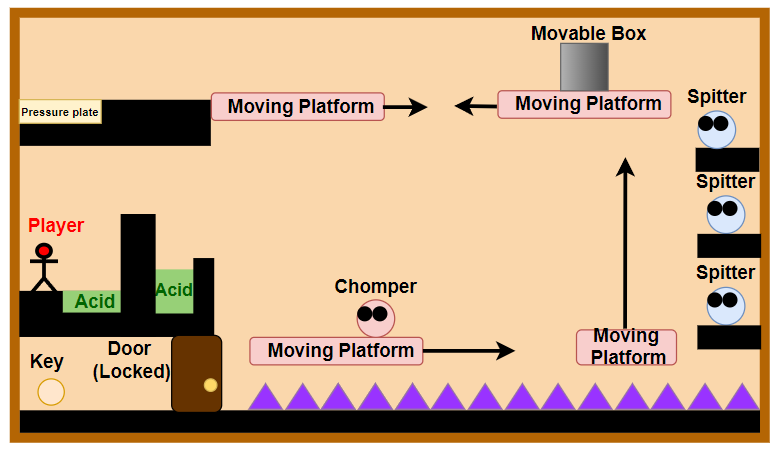 Movable Box
Spitter
Pressure plate
Moving Platform
Moving Platform
Spitter
Player
Acid
Acid
Spitter
Chomper
Key
Door
(Locked)
Moving Platform
Moving
Platform